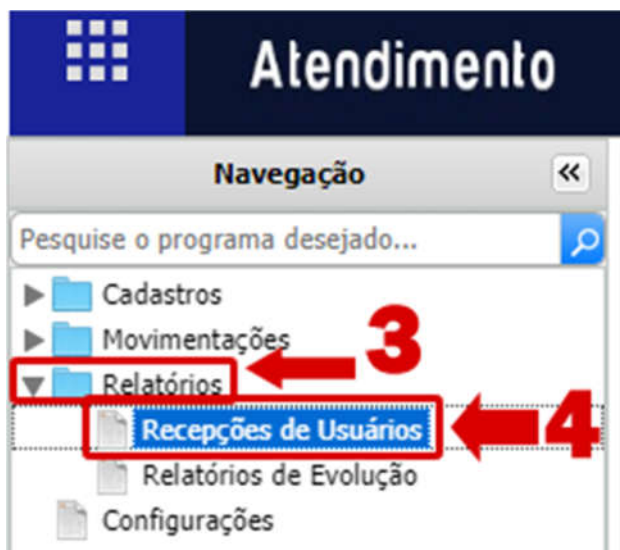 Atendimento
Navegação
Pesquise o programa desejado...
Cadastros
Movimentações
3
Relatórios
Recepções de Usuários
4
Relatórios de Evolução
Configurações